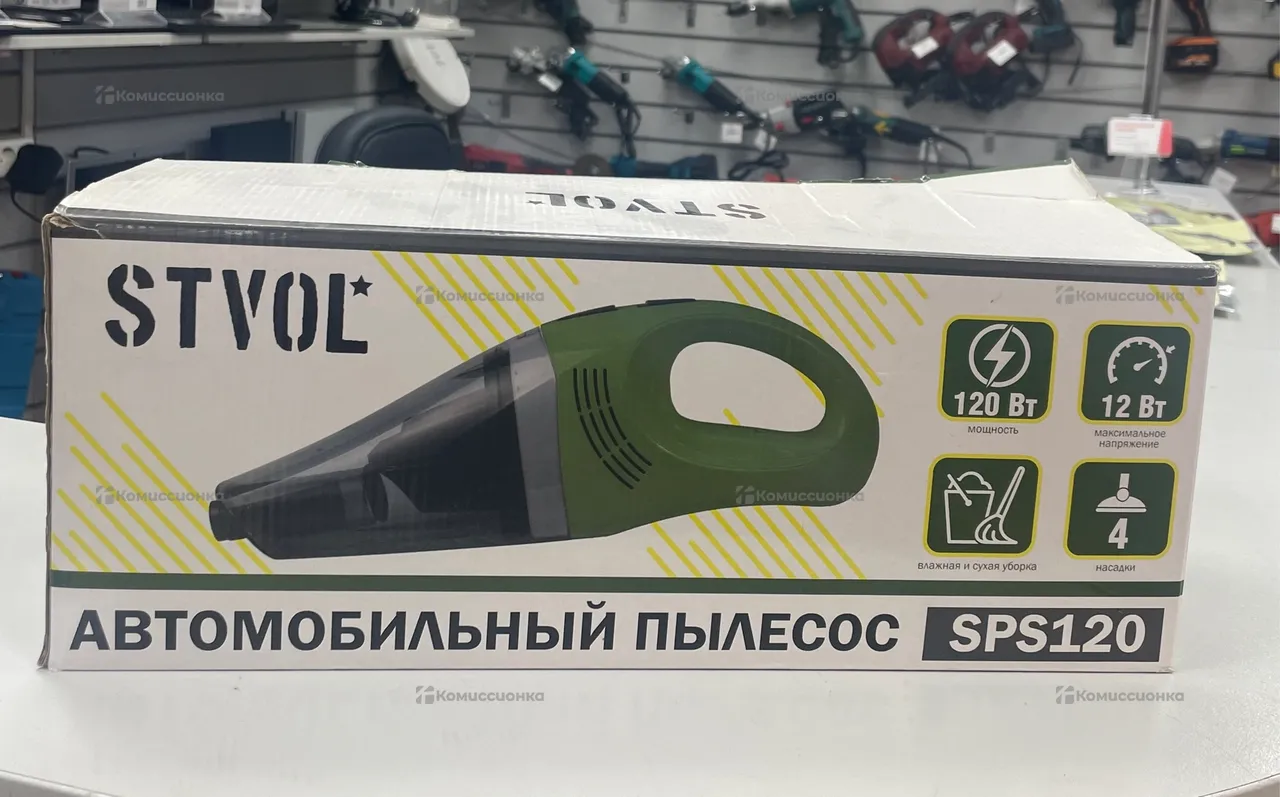 Комиссионка
Комиссионка
STVOL
STVOL
Комиссионка
Комиссионка
120 Вт
мощность
12 Вт
максимальное
напряжение
Комиссионка
Комиссионка
влажная и сухая уборка
4
насадки
АВТОМОБИЛЬНЫЙ ПЫЛЕСОС SPS120
Комиссионка
Комиссионка